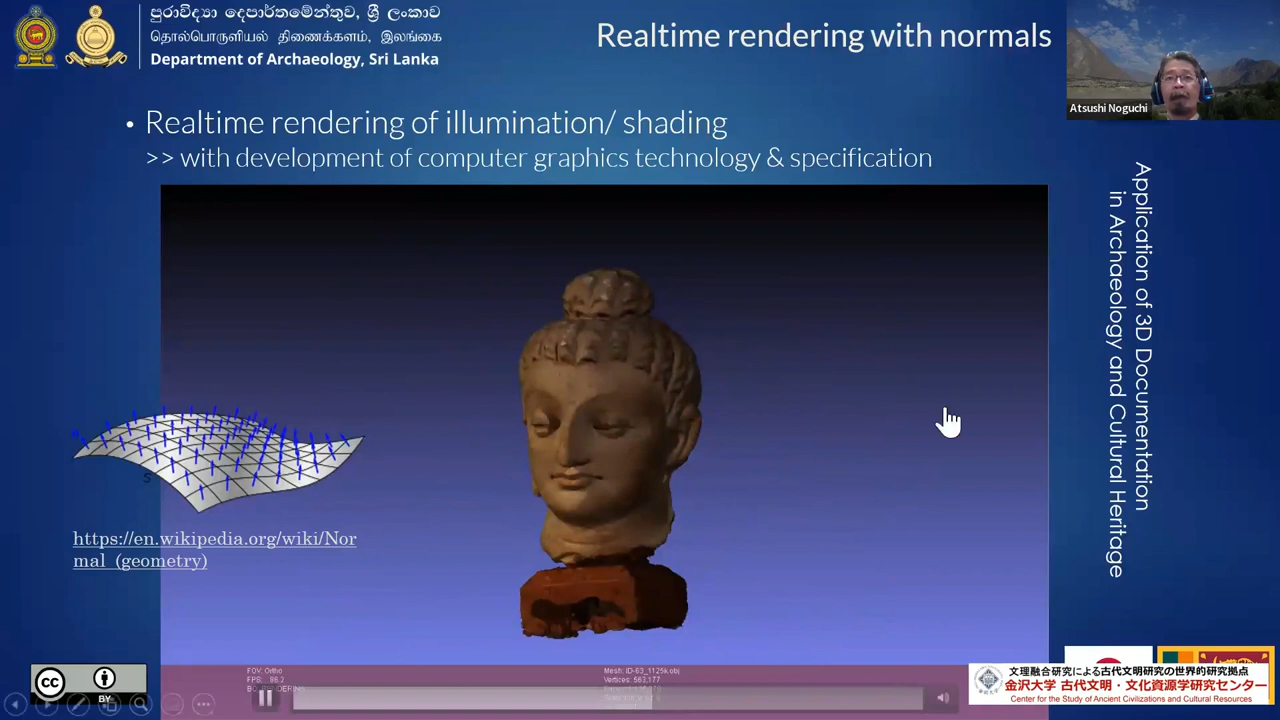 පුරාවිද්‍යා දෙපාර්තමේන්තුව, ශ්‍රී ලංකාව
தொல்பொருளியல் திணைக்களம், இலங்கை
Department of Archaeology, Sri Lanka
Realtime rendering with normals
Atsushi Noguchi
• Realtime rendering of illumination/ shading
>> with development of computer graphics technology & specification
Application of 3D Documentation
in Archaeology and Cultural Heritage
S
https://en.wikipedia.org/wiki/Nor
mal_(geometry)
FOV: Ortho
Mesh: ID-63_1125k.obj
cc
BY
文理融合研究による古代文明研究の世界的研究拠点
金沢大学 古代文明・文化資源学研究センター
Center for the Study of Ancient Civilizations and Cultural Resources